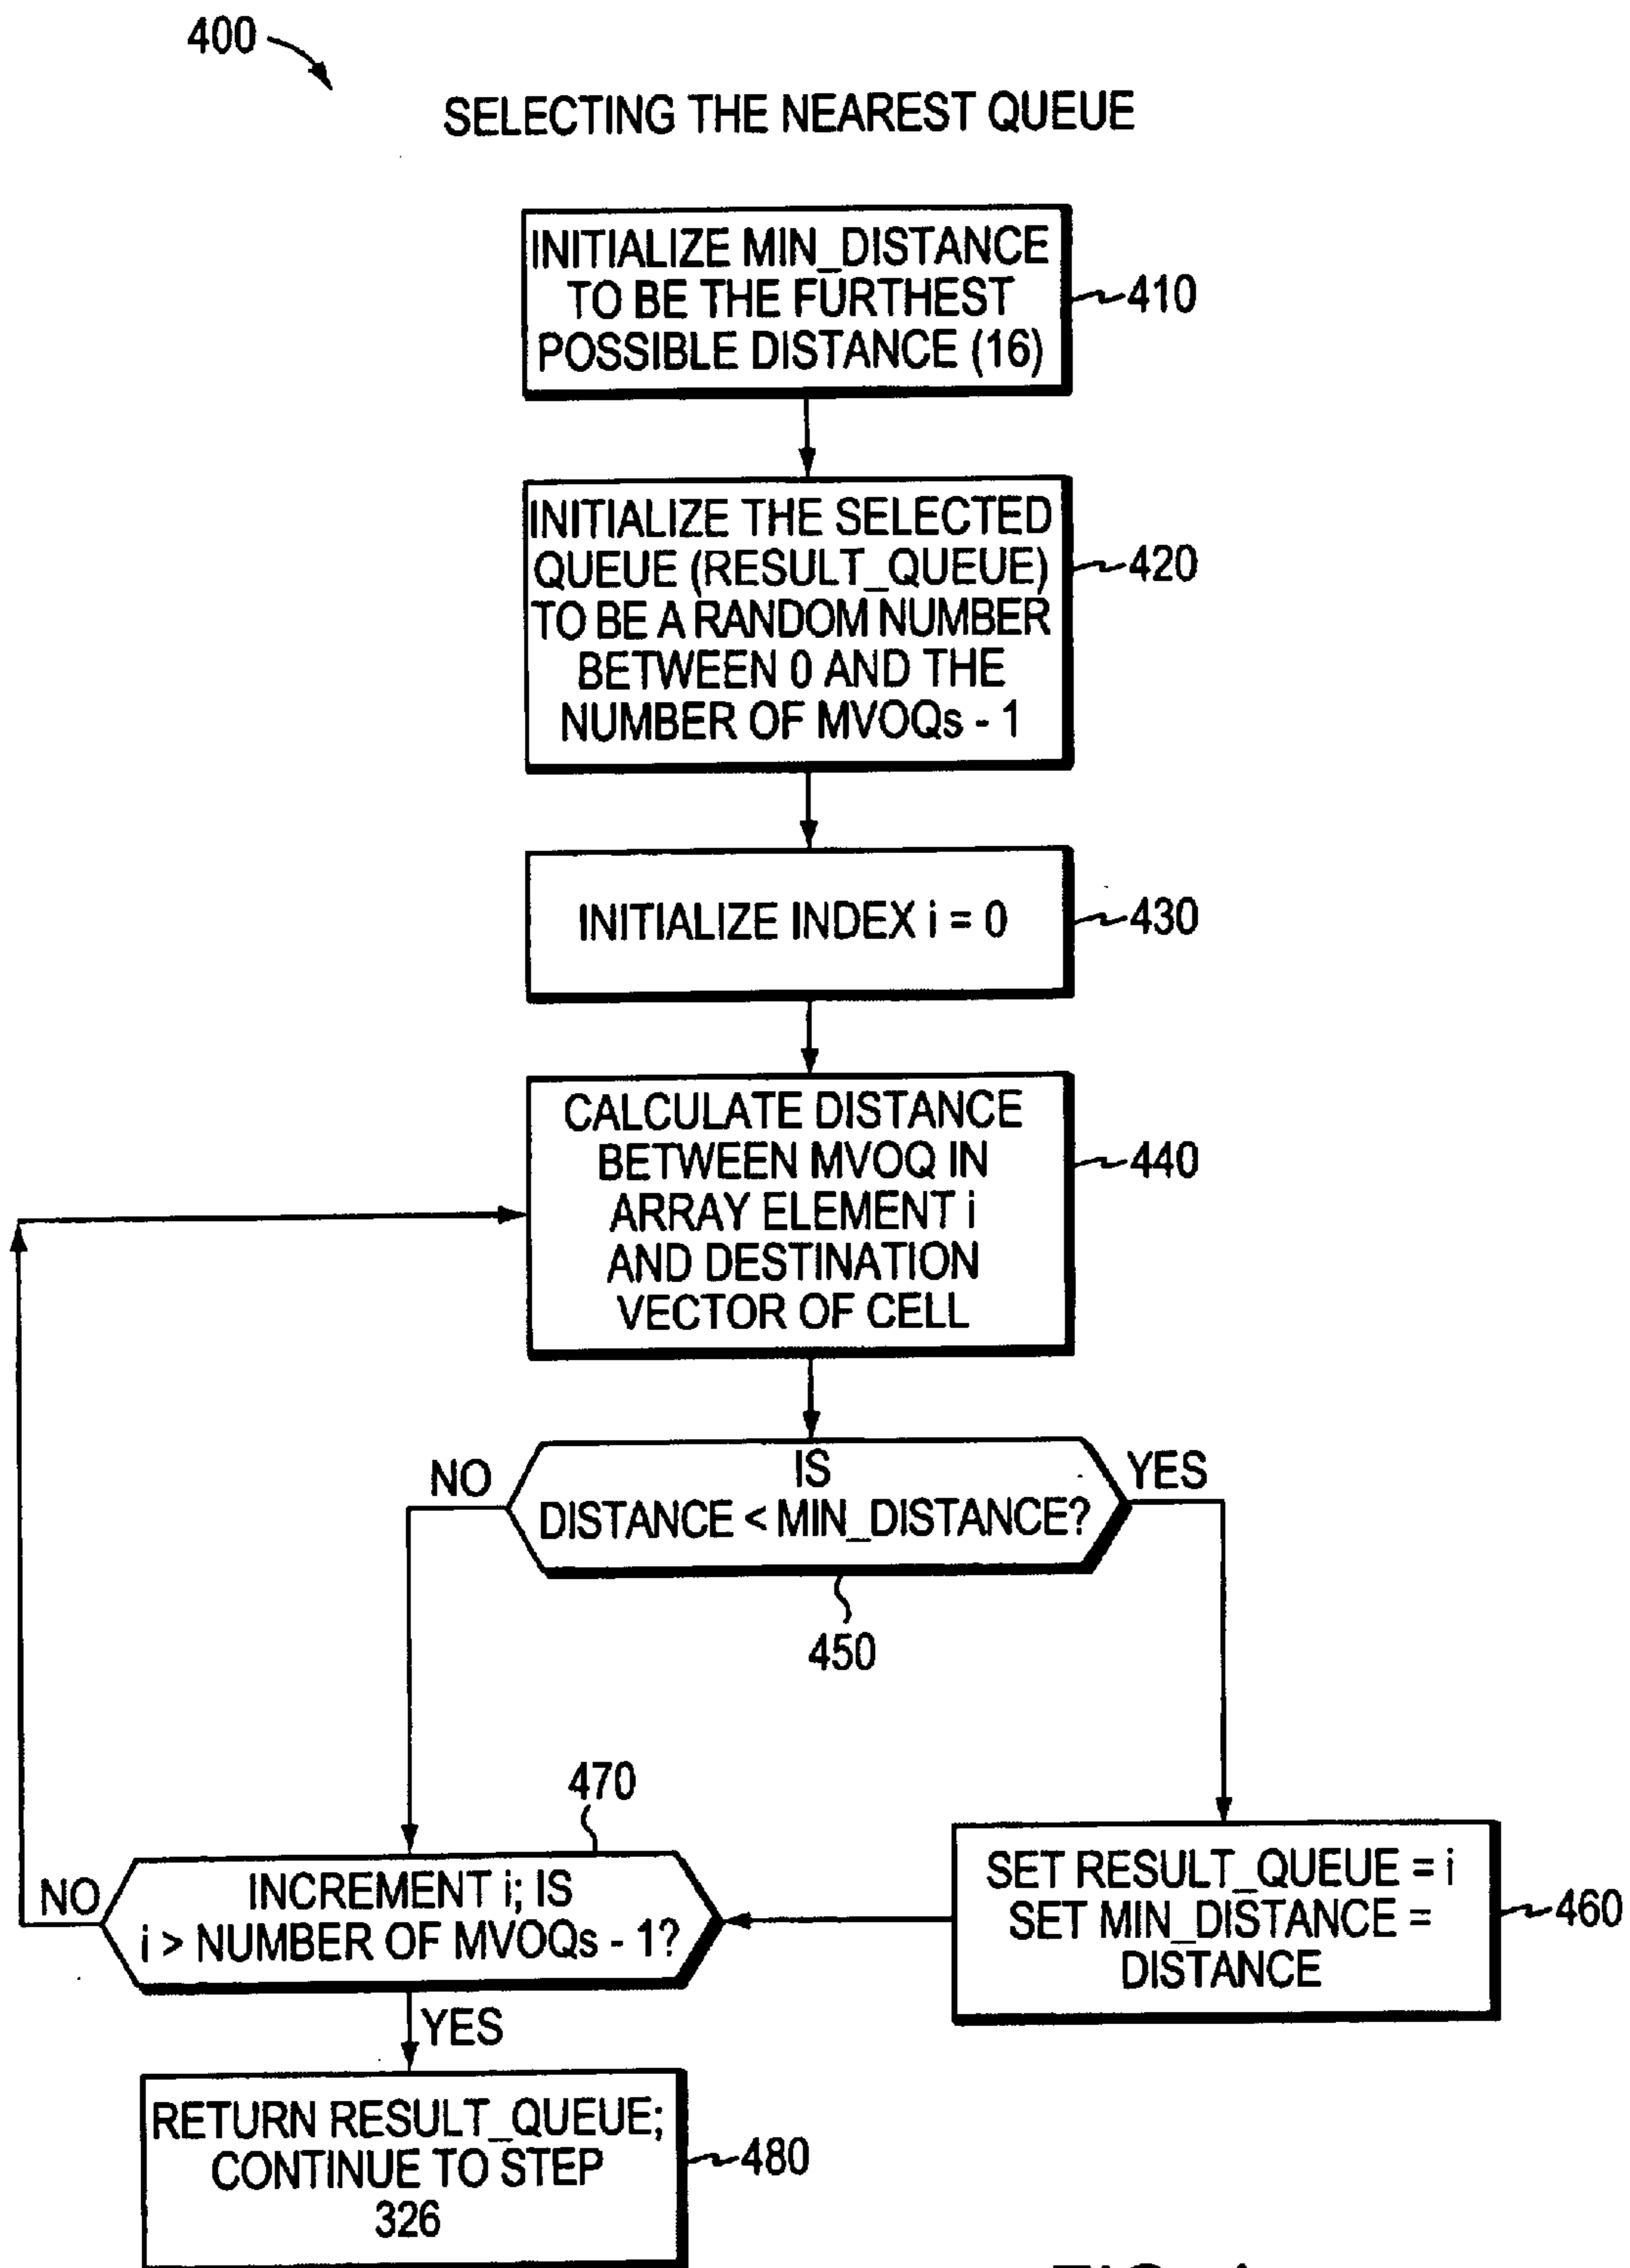 400
SELECTING THE NEAREST QUEUE
INITIALIZE MIN_DISTANCE
TO BE THE FURTHEST
POSSIBLE DISTANCE (16)
410
INITIALIZE THE SELECTED
QUEUE (RESULT_QUEUE)
TO BE A RANDOM NUMBER
BETWEEN 0 AND THE
NUMBER OF MVOQs - 1
420
INITIALIZE INDEX i = 0
430
CALCULATE DISTANCE
BETWEEN MVOQ IN
ARRAY ELEMENT i
AND DESTINATION
VECTOR OF CELL
440
NO
IS
DISTANCE < MIN_DISTANCE?
YES
450
470
NO
INCREMENT i; IS
i > NUMBER OF MVOQs - 1?
SET RESULT_QUEUE = i
SET MIN_DISTANCE =
DISTANCE
460
YES
RETURN RESULT_QUEUE;
CONTINUE TO STEP
326
480